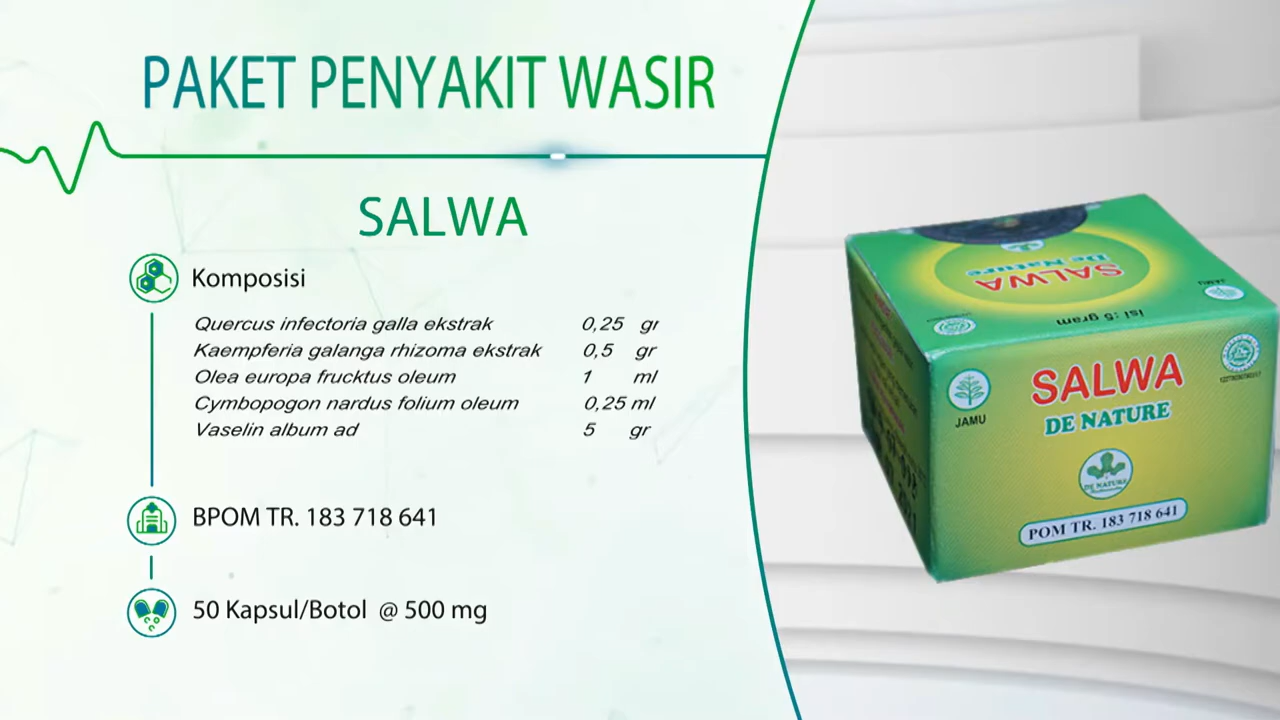 PAKET PENYAKIT WASIR
SALWA
Komposisi
Quercus infectoria galla ekstrak 0,25 gr
Kaempferia galanga rhizoma ekstrak 0,5 gr
Olea europa frucktus oleum 1 ml
Cymbopogon nardus folium oleum 0,25 ml
Vaselin album ad 5 gr
BPOM TR. 183 718 641
50 Kapsul/Botol @ 500 mg
SALWA
De Nature
JAMU
isi : 5 gram
SALWA
DE NATURE
JAMU
DE NATURE
POM TR. 183 718 641